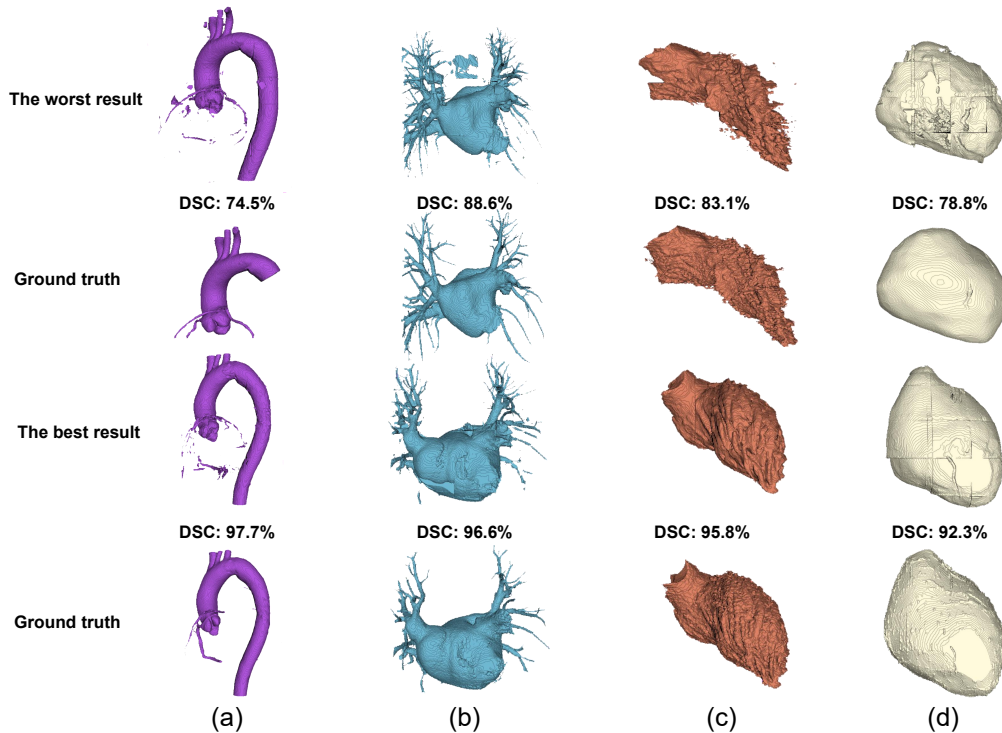 The worst result
DSC: 74.5% DSC: 88.6% DSC: 83.1% DSC: 78.8%
Ground truth
The best result
DSC: 97.7% DSC: 96.6% DSC: 95.8% DSC: 92.3%
Ground truth
(a) (b) (c) (d)